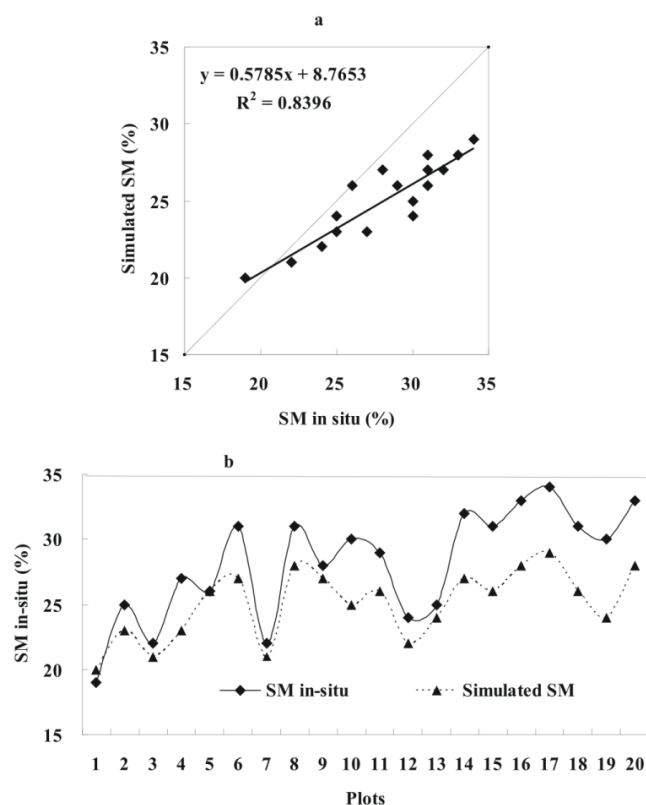 a
35
y = 0.5785x + 8.7653
R² = 0.8396
30
Simulated SM (%)
25
20
15
15 20 25 30 35
SM in situ (%)
b
35
30
SM in-situ (%)
25
20
SM in-situ Simulated SM
15
1 2 3 4 5 6 7 8 9 10 11 12 13 14 15 16 17 18 19 20
Plots